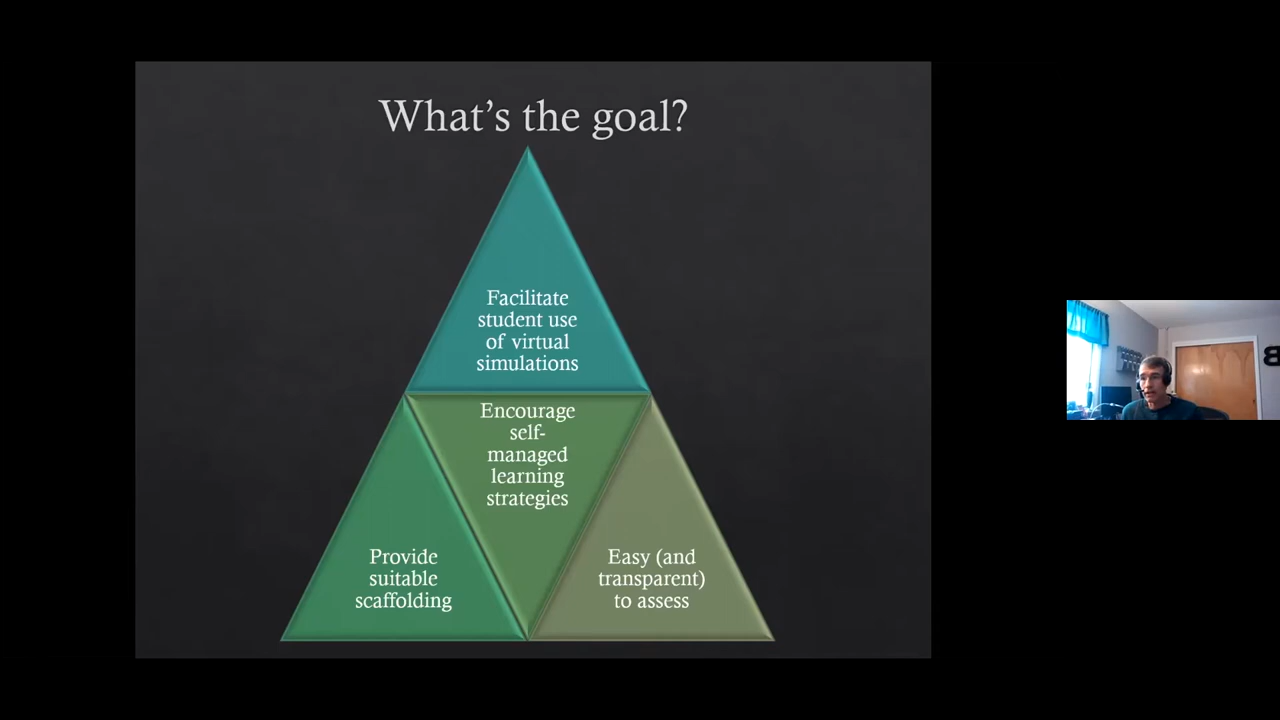 What's the goal?
Facilitate
student use
of virtual
simulations
Encourage
self-
managed
learning
strategies
Provide
suitable
scaffolding
Easy (and
transparent)
to assess